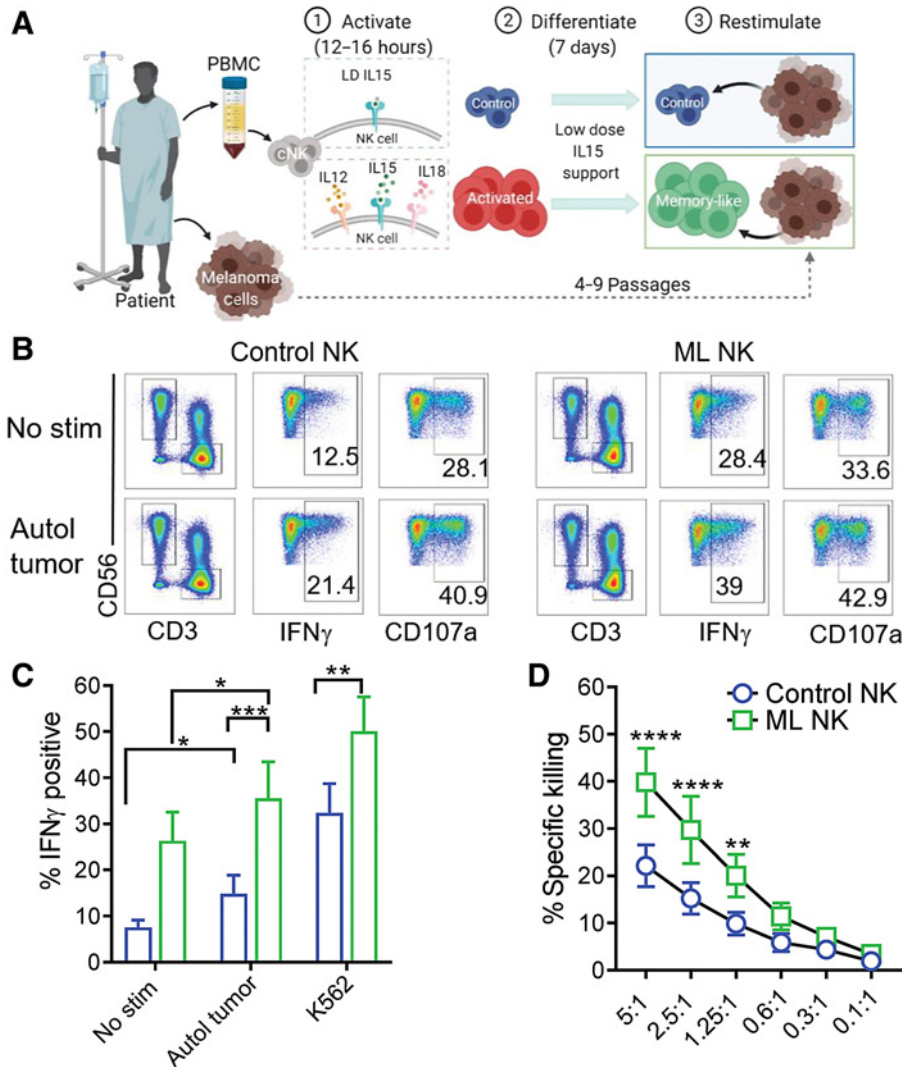 A
① Activate
(12–16 hours)
② Differentiate
(7 days)
③ Restimulate
PBMC
LD IL15
NK cell
cNK
Control
Control
IL12
IL15
IL18
NK cell
Activated
Low dose
IL15
support
Memory-like
Patient
Melanoma
cells
4–9 Passages
B
Control NK
ML NK
No stim
12.5
28.1
28.4
33.6
Autol
tumor
21.4
40.9
39
42.9
CD56
CD3
IFNγ
CD107a
CD3
IFNγ
CD107a
C
% IFNγ positive
60
50
40
30
20
10
0
*
*
***
**
No stim
Autol tumor
K562
D
% Specific killing
60
50
40
30
20
10
0
Control NK
ML NK
****
****
**
5:1
2.5:1
1.25:1
0.6:1
0.3:1
0.1:1